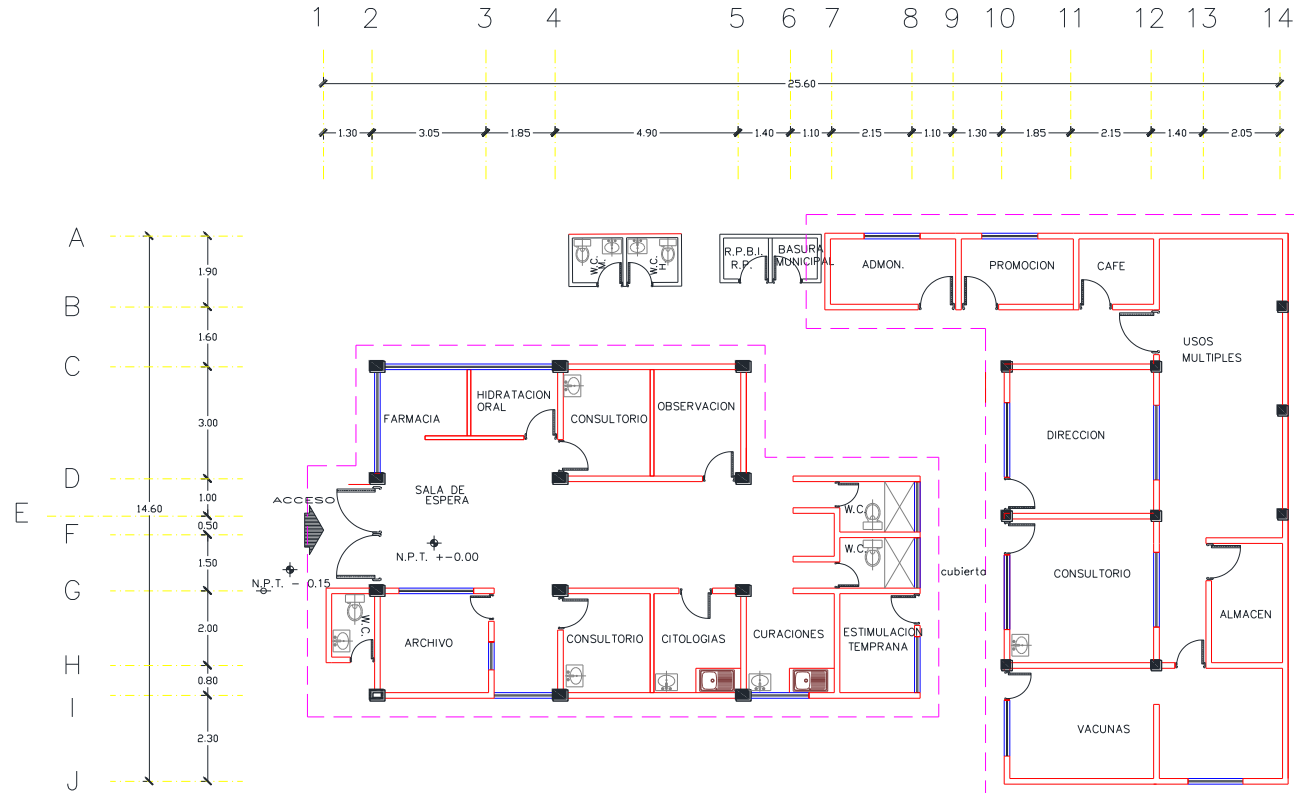 1 2 3 4 5 6 7 8 9 10 11 12 13 14
25.60
1.30 3.05 1.85 4.90 1.40 1.10 2.15 1.10 1.30 1.85 2.15 1.40 2.05
A
B
C
D
E
F
G
H
I
J
14.60
1.90
1.60
3.00
1.00
0.50
1.50
2.00
0.80
2.30
W.C.
M.
W.C.
H
R.P.B.I.
R.P.
BASURA
MUNICIPAL
ADMON.
PROMOCION
CAFE
USOS
MULTIPLES
FARMACIA
HIDRATACION
ORAL
CONSULTORIO
OBSERVACION
DIRECCION
ACCESO
SALA DE
ESPERA
N.P.T. +-0.00
N.P.T. - 0.15
W.C.
W.C.
cubierta
CONSULTORIO
ALMACEN
W.C.
ARCHIVO
CONSULTORIO
CITOLOGIAS
CURACIONES
ESTIMULACION
TEMPRANA
VACUNAS